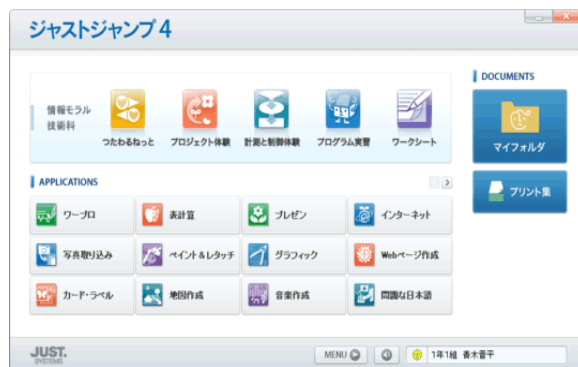 ジャストジャンプ4
DOCUMENTS
情報モラル
技術科
つたわるねっと
プロジェクト体験
計測と制御体験
プログラム実習
ワークシート
マイフォルダ
プリント集
APPLICATIONS
ワープロ
表計算
プレゼン
インターネット
写真取り込み
ペイント&レタッチ
グラフィック
Webページ作成
カード・ラベル
地図作成
音楽作成
問題な日本語
JUST.
SYSTEMS
MENU
1年1組 青木晋平